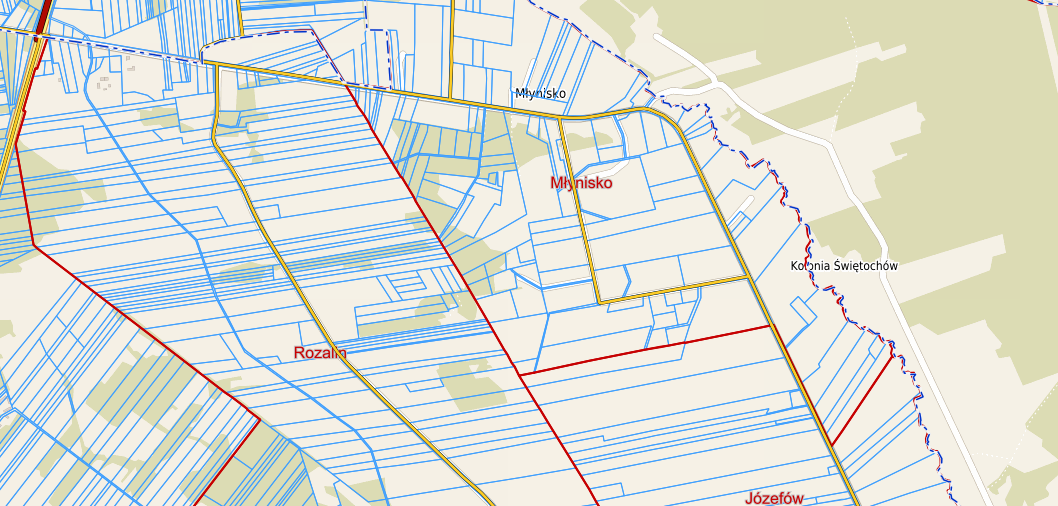 Młynisko
Młynisko
Kolonia Świętochów
Rozalin
Józefów